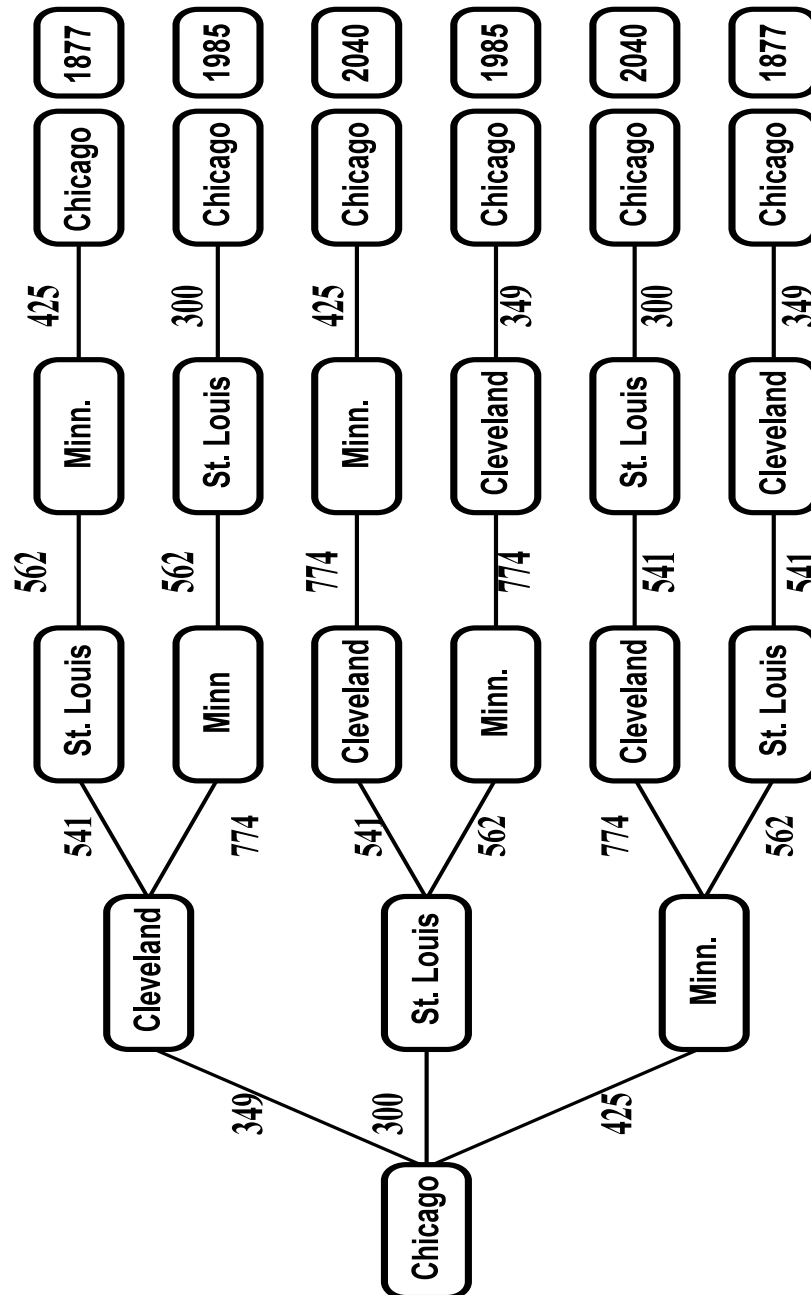 562
425
541
St. Louis
Minn.
Chicago
1877
Cleveland
562
300
Minn
St. Louis
Chicago
1985
349
774
774
425
Cleveland
Minn.
Chicago
2040
541
300
Chicago
St. Louis
562
Minn.
Cleveland
Chicago
1985
774
349
425
774
Cleveland
St. Louis
Chicago
2040
541
300
Minn.
562
St. Louis
Cleveland
Chicago
1877
541
349